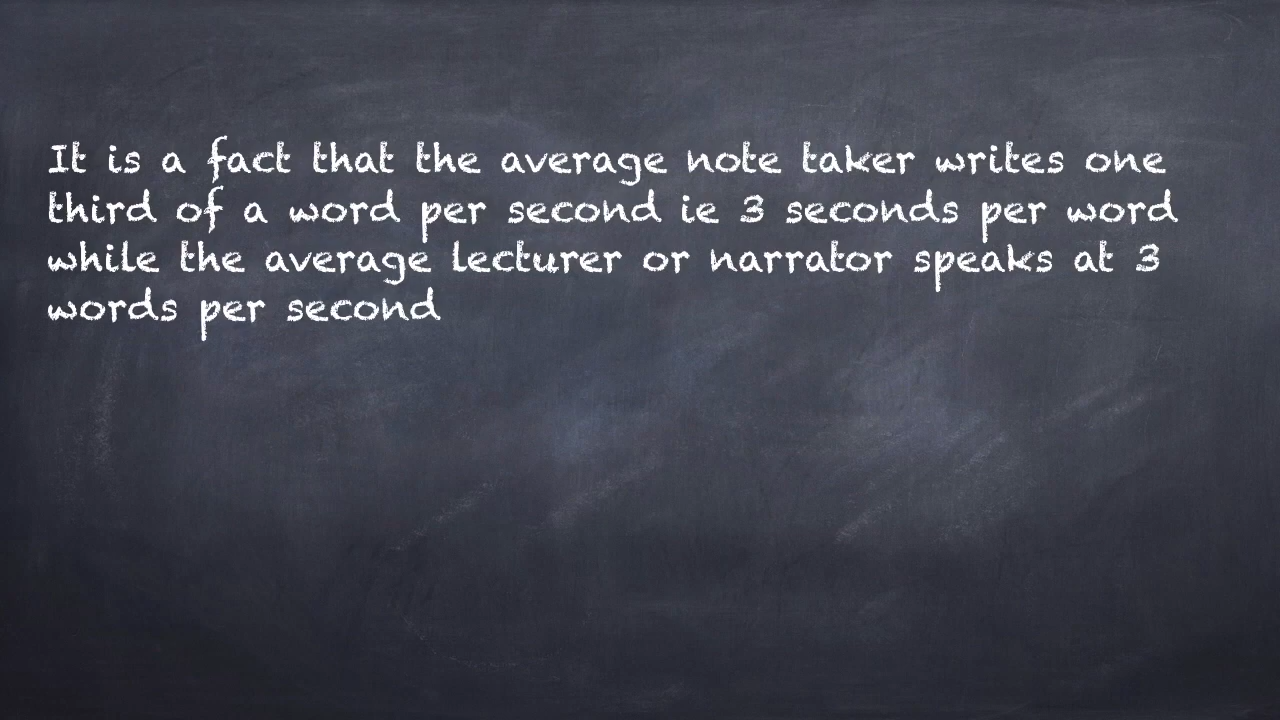 It is a fact that the average note taker writes one
third of a word per second ie 3 seconds per word
while the average lecturer or narrator speaks at 3
words per second